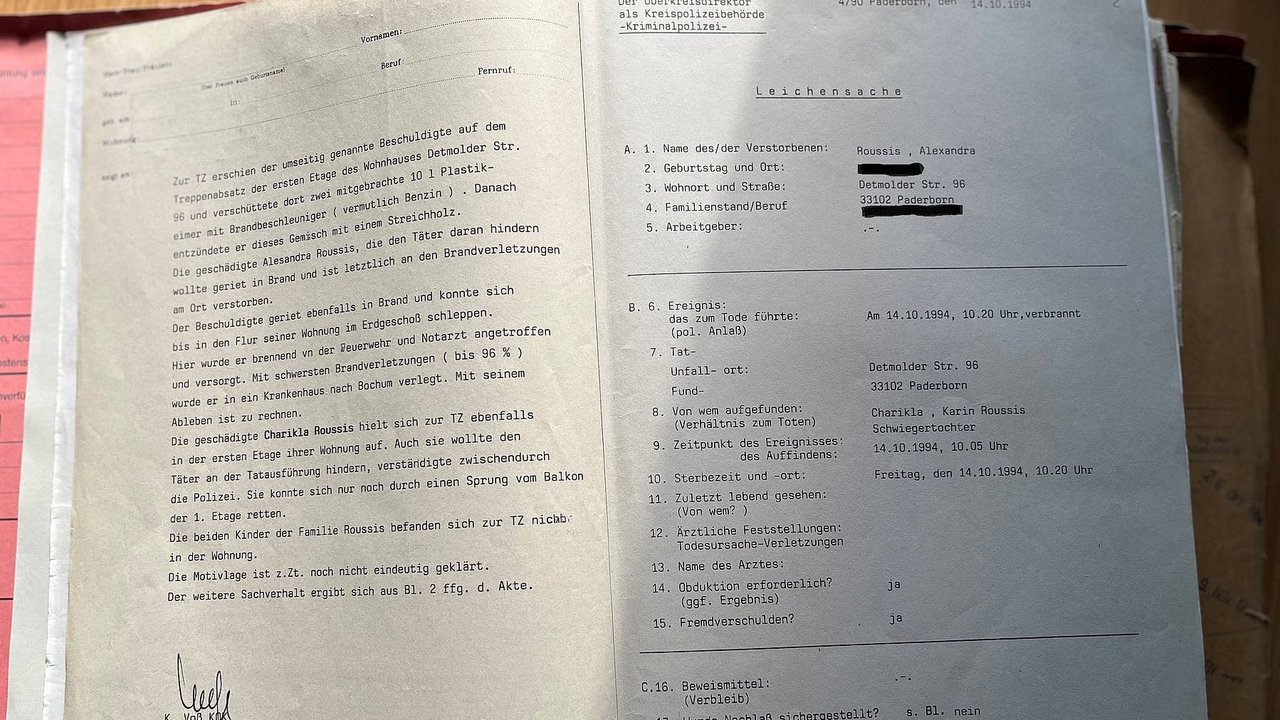 Vornamen:
Name:
(bei Frauen auch Geburtsname)
Beruf:
in:
Fernruf:
geb. am
Wohnung:
Zur TZ erschien der umseitig genannte Beschuldigte auf dem
Treppenabsatz der ersten Etage des Wohnhauses Detmolder Str.
96 und verschüttete dort zwei mitgebrachte 10 l Plastik-
eimer mit Brandbeschleuniger ( vermutlich Benzin ) . Danach
entzündete er dieses Gemisch mit einem Streichholz.
Die geschädigte Alesandra Roussis, die den Täter daran hindern
wollte geriet in Brand und ist letztlich an den Brandverletzungen
am Ort verstorben.
Der Beschuldigte geriet ebenfalls in Brand und konnte sich
bis in den Flur seiner Wohnung im Erdgeschoß schleppen.
Hier wurde er brennend vn der Feuerwehr und Notarzt angetroffen
und versorgt. Mit schwersten Brandverletzungen ( bis 96 % )
wurde er in ein Krankenhaus nach Bochum verlegt. Mit seinem
Ableben ist zu rechnen.
Die geschädigte Charikla Roussis hielt sich zur TZ ebenfalls
in der ersten Etage ihrer Wohnung auf. Auch sie wollte den
Täter an der Tatausführung hindern, verständigte zwischendurch
die Polizei. Sie konnte sich nur noch durch einen Sprung vom Balkon
der 1. Etage retten.
Die beiden Kinder der Familie Roussis befanden sich zur TZ nicht
in der Wohnung.
Die Motivlage ist z.Zt. noch nicht eindeutig geklärt.
Der weitere Sachverhalt ergibt sich aus Bl. 2 ffg. d. Akte.
Der Oberkreisdirektor 4790 Paderborn, den 14.10.1994
als Kreispolizeibehörde
-Kriminalpolizei-
Leichensache
A. 1. Name des/der Verstorbenen: Roussis , Alexandra
2. Geburtstag und Ort:
3. Wohnort und Straße: Detmolder Str. 96
33102 Paderborn
4. Familienstand/Beruf
5. Arbeitgeber: .-.
B. 6. Ereignis:
das zum Tode führte: Am 14.10.1994, 10.20 Uhr,verbrannt
(pol. Anlaß)
7. Tat-
Unfall- ort: Detmolder Str. 96
Fund- 33102 Paderborn
8. Von wem aufgefunden: Charikla , Karin Roussis
(Verhältnis zum Toten) Schwiegertochter
9. Zeitpunkt des Ereignisses: 14.10.1994, 10.05 Uhr
des Auffindens:
10. Sterbezeit und -ort: Freitag, den 14.10.1994, 10.20 Uhr
11. Zuletzt lebend gesehen:
(Von wem? )
12. Ärztliche Feststellungen:
Todesursache-Verletzungen
13. Name des Arztes:
14. Obduktion erforderlich? ja
(ggf. Ergebnis)
15. Fremdverschulden? ja
C.16. Beweismittel: .-.
(Verbleib)
17. Wurde Nachlaß sichergestellt? s. Bl. nein